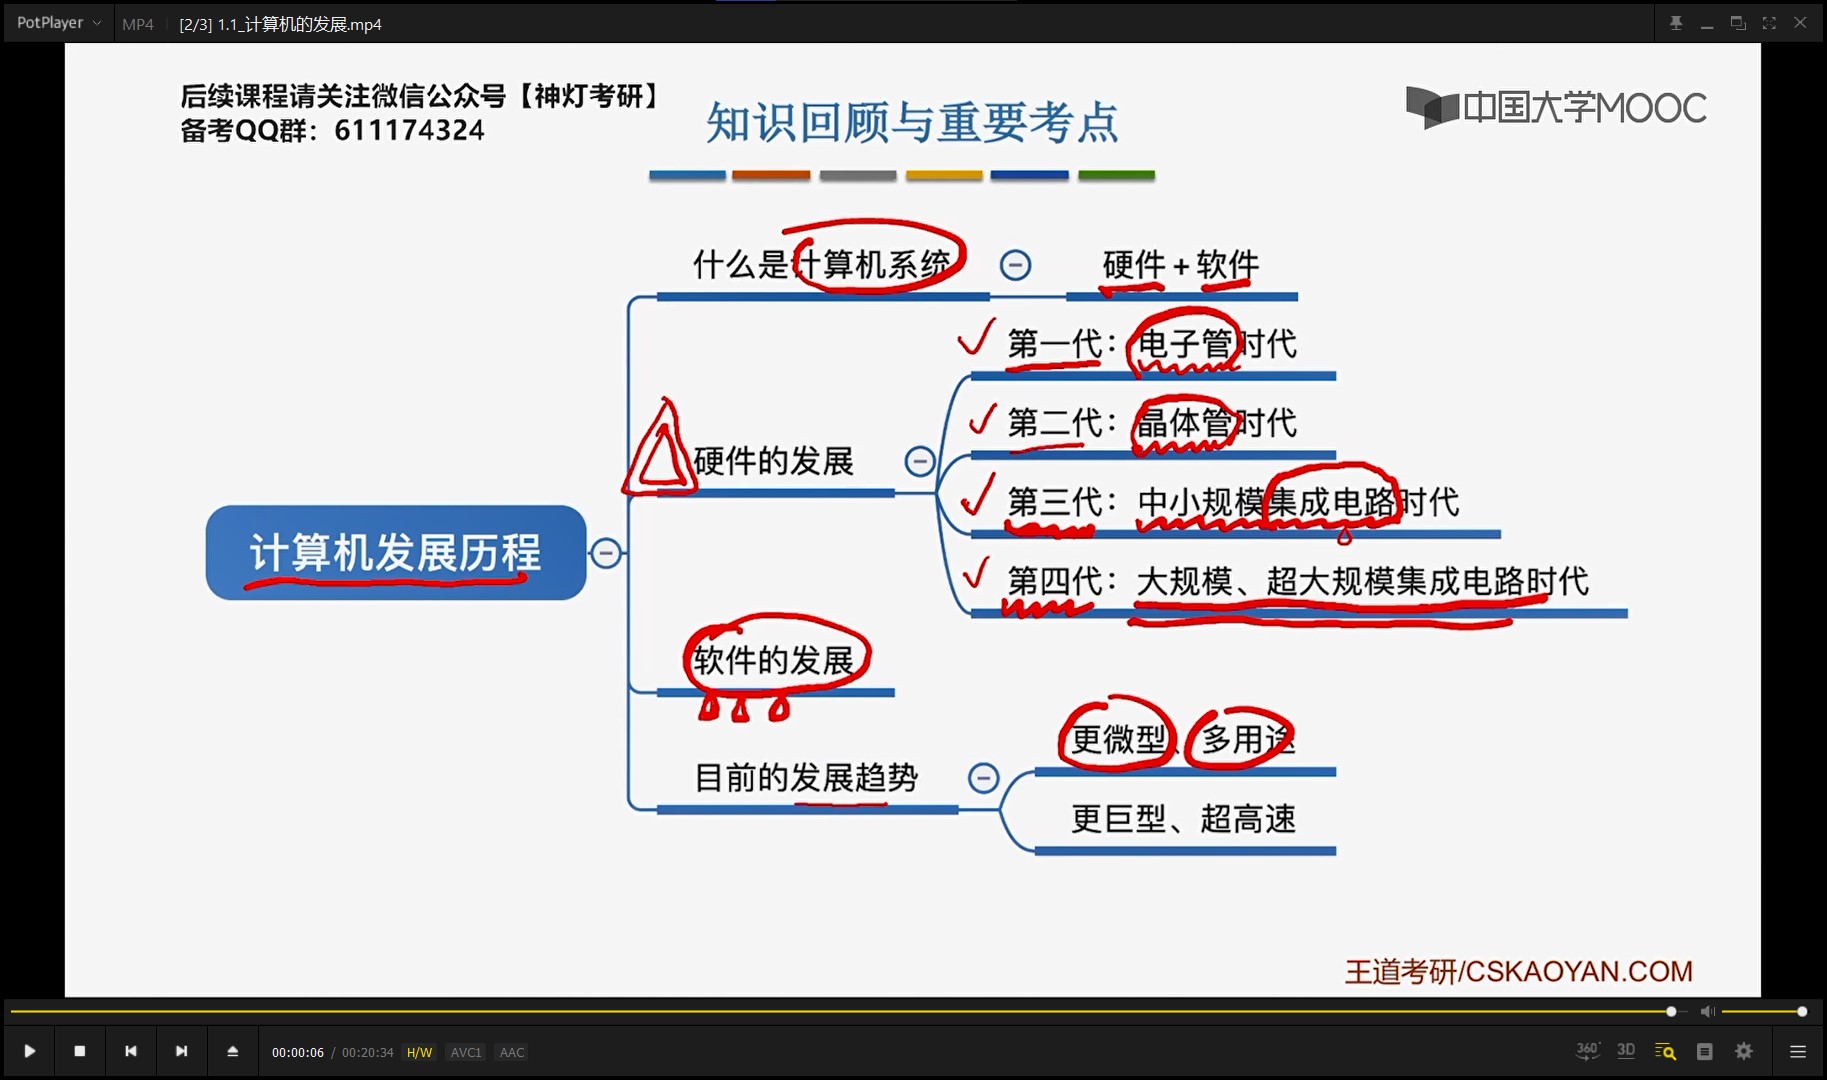 PotPlayer MP4 [2/3] 1.1_计算机的发展.mp4
后续课程请关注微信公众号【神灯考研】
备考QQ群：611174324
知识回顾与重要考点
中国大学MOOC
什么是计算机系统
硬件+软件
第一代：电子管时代
第二代：晶体管时代
硬件的发展
第三代：中小规模集成电路时代
计算机发展历程
第四代：大规模、超大规模集成电路时代
软件的发展
更微型、多用途
目前的发展趋势
更巨型、超高速
王道考研/CSKAOYAN.COM
00:00:06 / 00:20:34 H/W AVC1 AAC
360° 3D